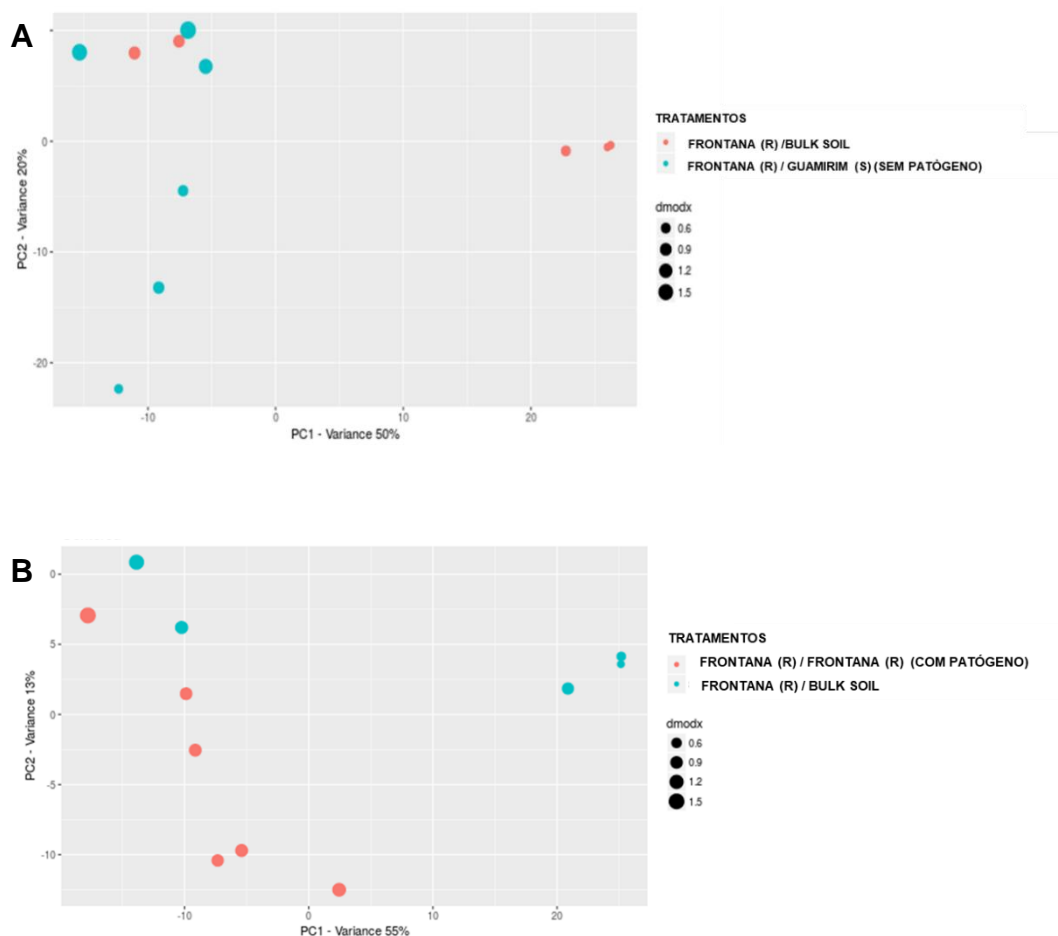 A
0
-10
-20
PC2 - Variance 20%
-10
0
10
20
PC1 - Variance 50%
TRATAMENTOS
FRONTANA (R) /BULK SOIL
FRONTANA (R) / GUAMIRIM (S) (SEM PATÓGENO)
dmodx
0.6
0.9
1.2
1.5
B
0
5
0
-5
-10
PC2 - Variance 13%
-10
0
10
20
PC1 - Variance 55%
TRATAMENTOS
FRONTANA (R) / FRONTANA (R) (COM PATÓGENO)
FRONTANA (R) / BULK SOIL
dmodx
0.6
0.9
1.2
1.5